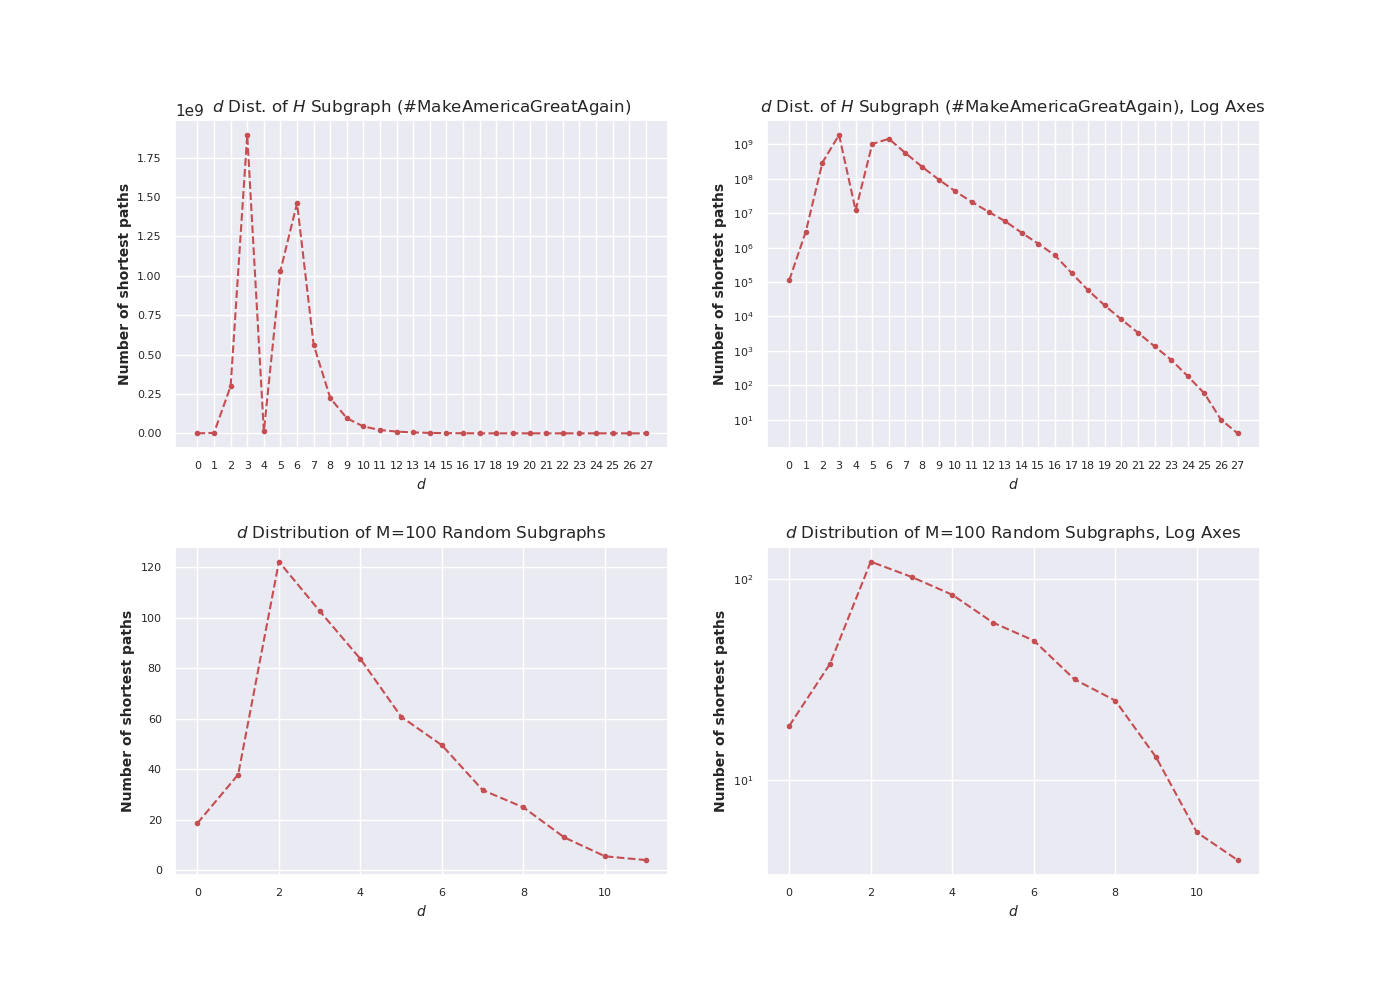 1e9
d Dist. of H Subgraph (#MakeAmericaGreatAgain)
Number of shortest paths
1.75
1.50
1.25
1.00
0.75
0.50
0.25
0.00
0 1 2 3 4 5 6 7 8 9 10 11 12 13 14 15 16 17 18 19 20 21 22 23 24 25 26 27
d
d Dist. of H Subgraph (#MakeAmericaGreatAgain), Log Axes
Number of shortest paths
10⁹
10⁸
10⁷
10⁶
10⁵
10⁴
10³
10²
10¹
0 1 2 3 4 5 6 7 8 9 10 11 12 13 14 15 16 17 18 19 20 21 22 23 24 25 26 27
d
d Distribution of M=100 Random Subgraphs
Number of shortest paths
120
100
80
60
40
20
0
0 2 4 6 8 10
d
d Distribution of M=100 Random Subgraphs, Log Axes
Number of shortest paths
10²
10¹
0 2 4 6 8 10
d